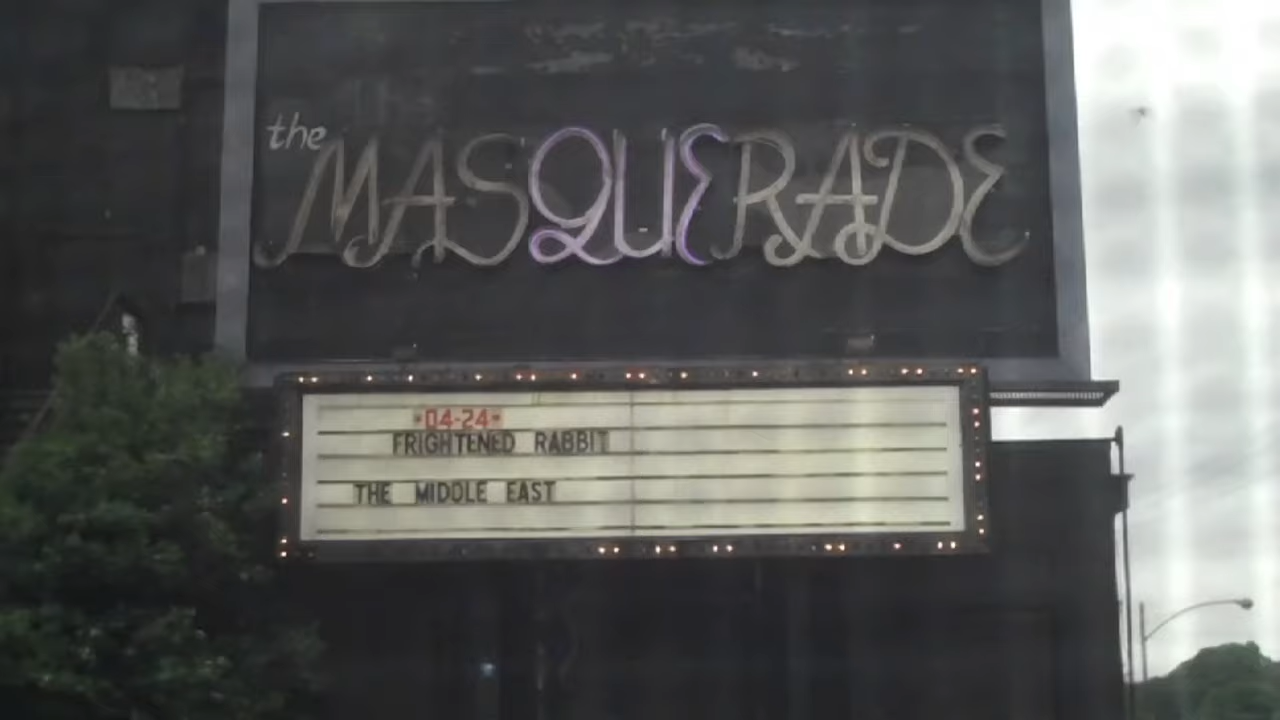 the
MASQUERADE
•04-24•
FRIGHTENED RABBIT
THE MIDDLE EAST